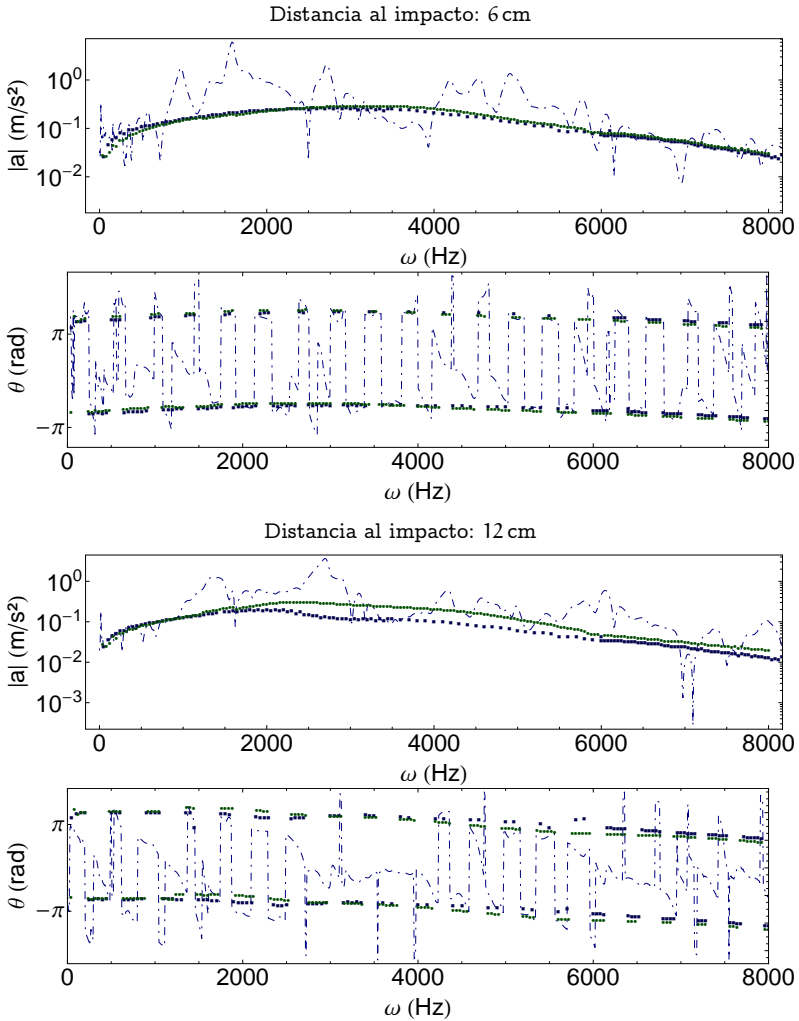 Distancia al impacto: 6 cm
|a| (m/s²)
10⁰
10⁻¹
10⁻²
0 2000 4000 6000 8000
ω (Hz)
θ (rad)
π
−π
0 2000 4000 6000 8000
ω (Hz)
Distancia al impacto: 12 cm
|a| (m/s²)
10⁰
10⁻¹
10⁻²
10⁻³
0 2000 4000 6000 8000
ω (Hz)
θ (rad)
π
−π
0 2000 4000 6000 8000
ω (Hz)